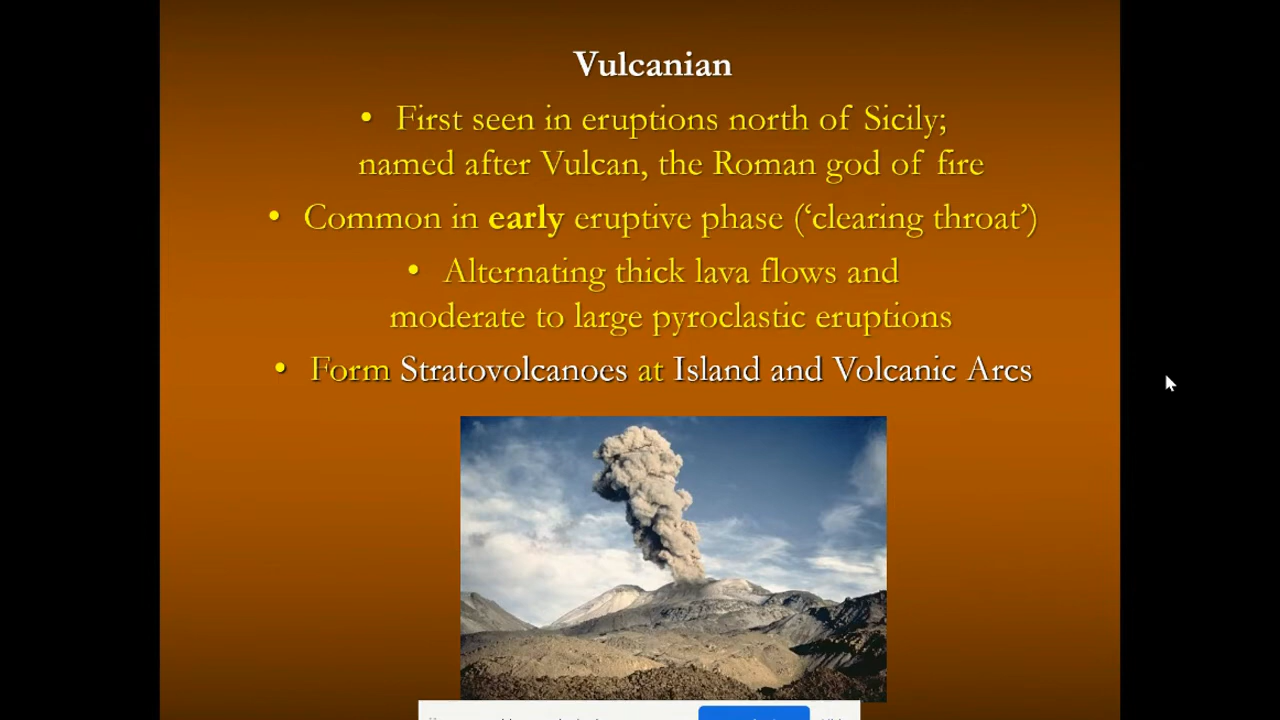 Vulcanian
• First seen in eruptions north of Sicily;
named after Vulcan, the Roman god of fire
• Common in early eruptive phase (‘clearing throat’)
• Alternating thick lava flows and
moderate to large pyroclastic eruptions
• Form Stratovolcanoes at Island and Volcanic Arcs